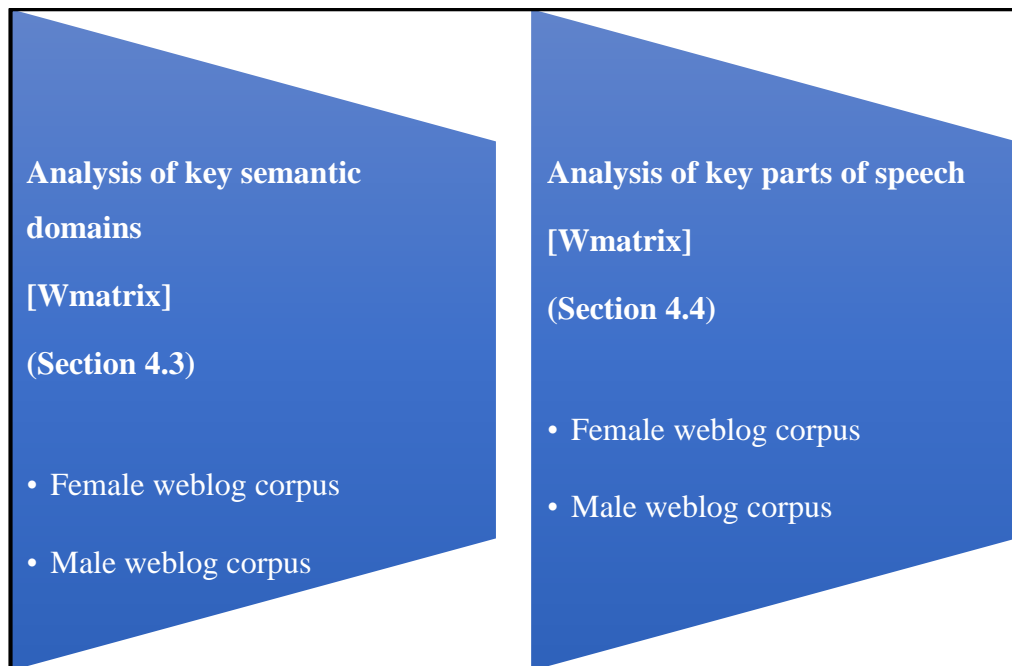 Analysis of key semantic
domains
[Wmatrix]
(Section 4.3)
• Female weblog corpus
• Male weblog corpus
Analysis of key parts of speech
[Wmatrix]
(Section 4.4)
• Female weblog corpus
• Male weblog corpus